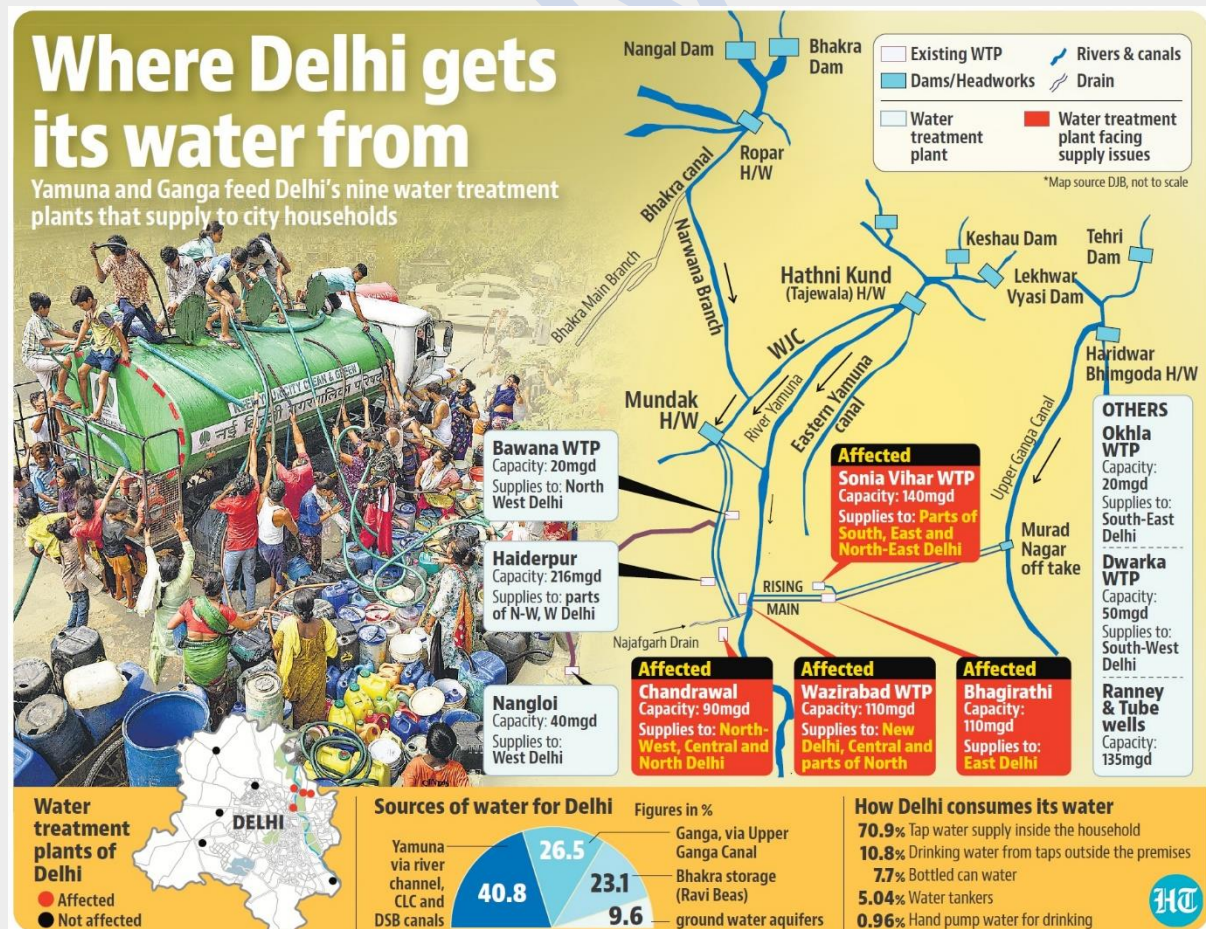 Where Delhi gets
its water from
Yamuna and Ganga feed Delhi's nine water treatment
plants that supply to city households
Nangal Dam
Bhakra
Dam
Existing WTP
Rivers & canals
Dams/Headworks
Drain
Water
treatment
plant
Water treatment
plant facing
supply issues
*Map source DJB, not to scale
Ropar
H/W
Bhakra canal
Narwana Branch
Bhakra Main Branch
Keshau Dam
Tehri
Dam
Hathni Kund
(Tajewala) H/W
Lekhwar
Vyasi Dam
Haridwar
Bhimgoda H/W
WJC
River Yamuna
Eastern Yamuna
canal
Upper Ganga Canal
Mundak
H/W
Murad
Nagar
off take
RISING
MAIN
Najafgarh Drain
CITY CLEAN & GREEN
नई दिल्ली नगरपालिका परिषद
Bawana WTP
Capacity: 20mgd
Supplies to: North
West Delhi
Haiderpur
Capacity: 216mgd
Supplies to: parts
of N-W, W Delhi
Nangloi
Capacity: 40mgd
Supplies to:
West Delhi
Affected
Sonia Vihar WTP
Capacity: 140mgd
Supplies to: Parts of
South, East and
North-East Delhi
Affected
Chandrawal
Capacity: 90mgd
Supplies to: North-
West, Central and
North Delhi
Affected
Wazirabad WTP
Capacity: 110mgd
Supplies to: New
Delhi, Central and
parts of North
Affected
Bhagirathi
Capacity:
110mgd
Supplies to:
East Delhi
OTHERS
Okhla
WTP
Capacity:
20mgd
Supplies to:
South-East
Delhi
Dwarka
WTP
Capacity:
50mgd
Supplies to:
South-West
Delhi
Ranney
& Tube
wells
Capacity:
135mgd
Water
treatment
plants of
Delhi
Affected
Not affected
DELHI
Sources of water for Delhi
Figures in %
Yamuna
via river
channel,
CLC and
DSB canals
40.8
26.5
Ganga, via Upper
Ganga Canal
23.1
Bhakra storage
(Ravi Beas)
9.6
ground water aquifers
How Delhi consumes its water
70.9% Tap water supply inside the household
10.8% Drinking water from taps outside the premises
7.7% Bottled can water
5.04% Water tankers
0.96% Hand pump water for drinking
HT